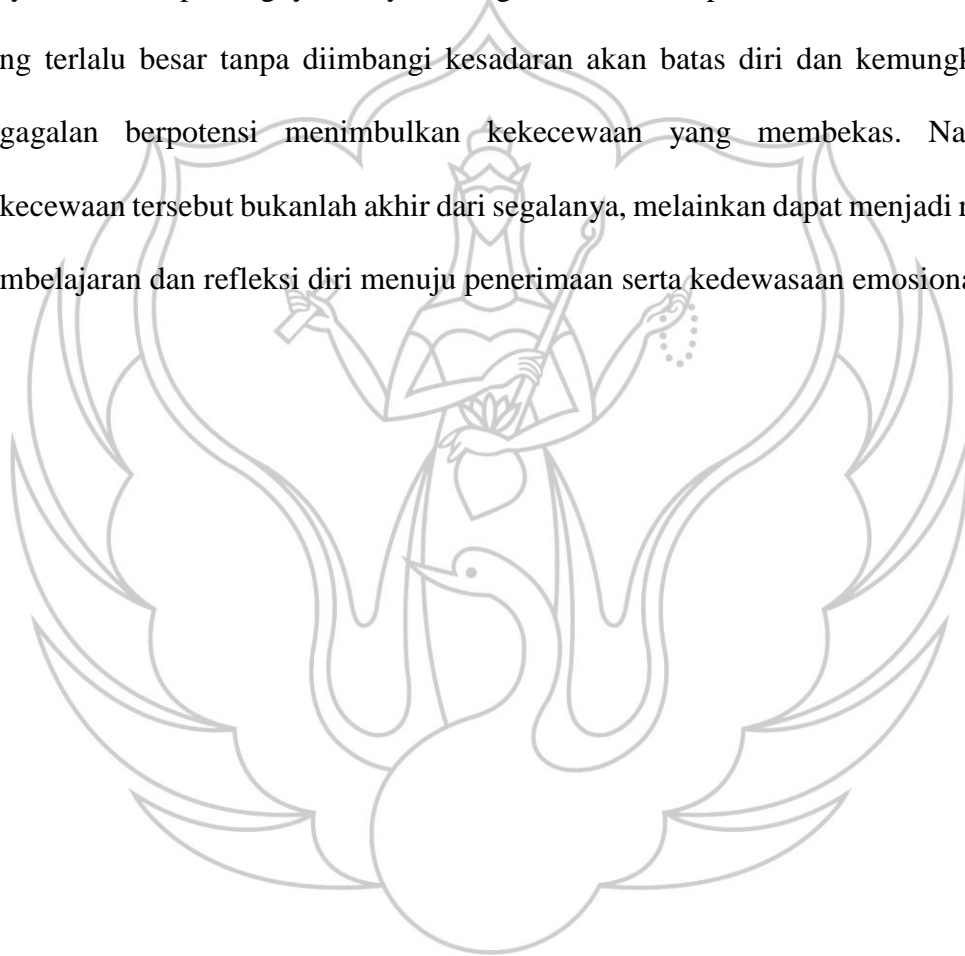 ng terlalu besar tanpa diimbangi kesadaran akan batas diri dan kemungk
gagalan berpotensi menimbulkan kekecewaan yang membekas. Na
kecewaan tersebut bukanlah akhir dari segalanya, melainkan dapat menjadi r
mbelajaran dan refleksi diri menuju penerimaan serta kedewasaan emosiona